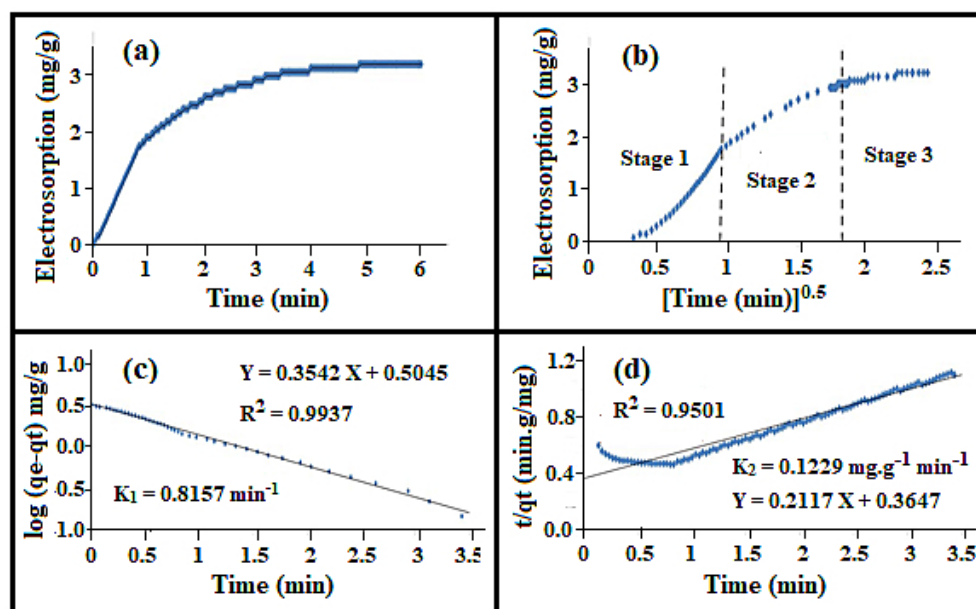 (a)
Electrosorption (mg/g)
3
2
1
0
0 1 2 3 4 5 6
Time (min)
(b)
Electrosorption (mg/g)
4
3
2
1
0
Stage 1
Stage 2
Stage 3
0 0.5 1 1.5 2 2.5
[Time (min)]^0.5
(c)
log (qe-qt) mg/g
1.0
0.5
0.0
0.5
1.0
Y = 0.3542 X + 0.5045
R² = 0.9937
K₁ = 0.8157 min⁻¹
0 0.5 1 1.5 2 2.5 3 3.5
Time (min)
(d)
t/qt (min.g/mg)
1.2
0.8
0.4
0.0
R² = 0.9501
K₂ = 0.1229 mg.g⁻¹ min⁻¹
Y = 0.2117 X + 0.3647
0 0.5 1 1.5 2 2.5 3 3.5
Time (min)